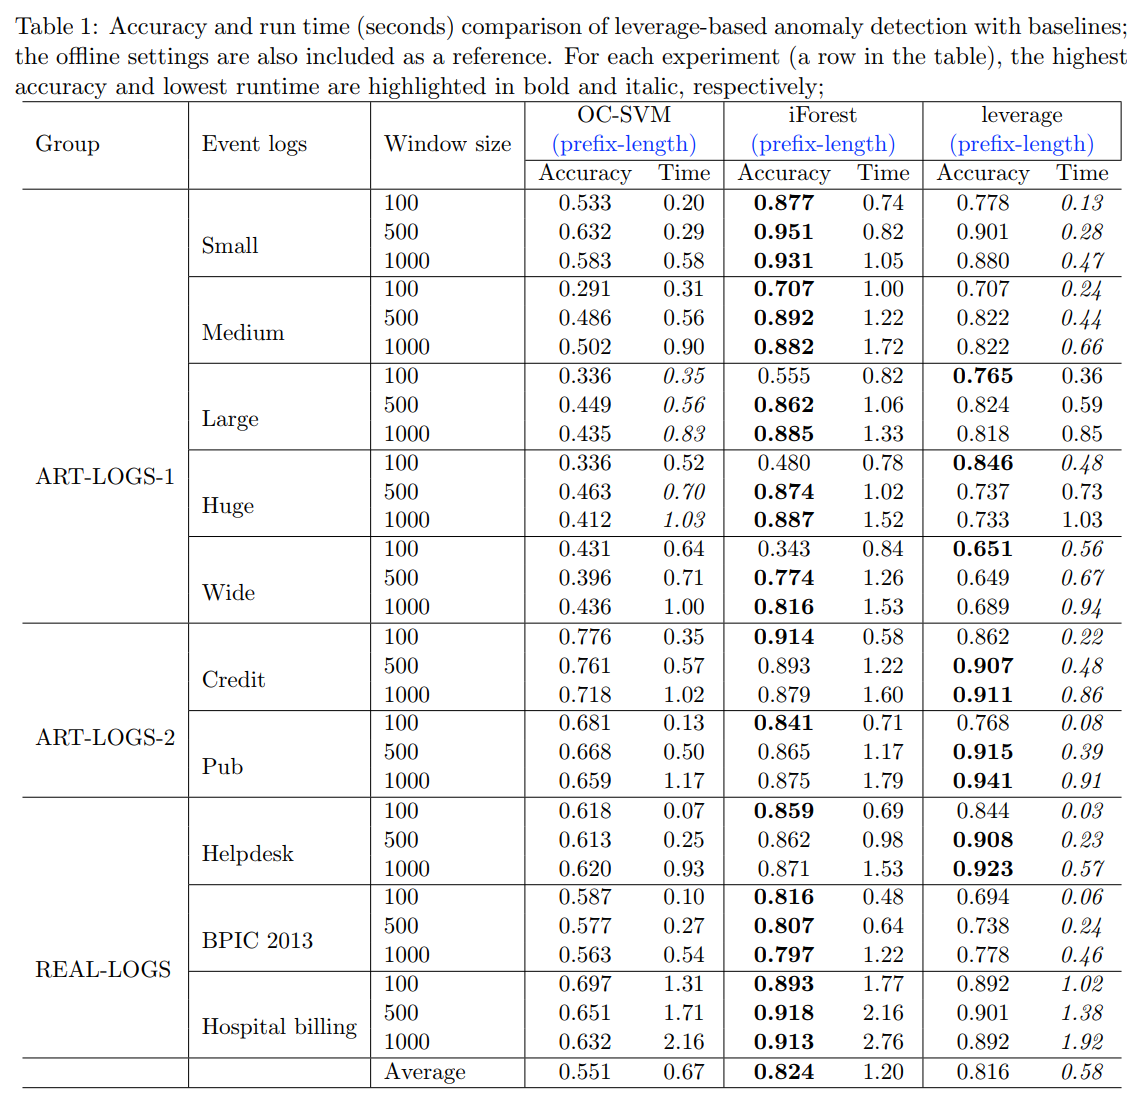 Table 1: Accuracy and run time (seconds) comparison of leverage-based anomaly detection with baselines;
the offline settings are also included as a reference. For each experiment (a row in the table), the highest
accuracy and lowest runtime are highlighted in bold and italic, respectively;
Group Event logs Window size OC-SVM (prefix-length) iForest (prefix-length) leverage (prefix-length)
Accuracy Time Accuracy Time Accuracy Time
ART-LOGS-1
Small
100 0.533 0.20 0.877 0.74 0.778 0.13
500 0.632 0.29 0.951 0.82 0.901 0.28
1000 0.583 0.58 0.931 1.05 0.880 0.47
Medium
100 0.291 0.31 0.707 1.00 0.707 0.24
500 0.486 0.56 0.892 1.22 0.822 0.44
1000 0.502 0.90 0.882 1.72 0.822 0.66
Large
100 0.336 0.35 0.555 0.82 0.765 0.36
500 0.449 0.56 0.862 1.06 0.824 0.59
1000 0.435 0.83 0.885 1.33 0.818 0.85
Huge
100 0.336 0.52 0.480 0.78 0.846 0.48
500 0.463 0.70 0.874 1.02 0.737 0.73
1000 0.412 1.03 0.887 1.52 0.733 1.03
Wide
100 0.431 0.64 0.343 0.84 0.651 0.56
500 0.396 0.71 0.774 1.26 0.649 0.67
1000 0.436 1.00 0.816 1.53 0.689 0.94
ART-LOGS-2
Credit
100 0.776 0.35 0.914 0.58 0.862 0.22
500 0.761 0.57 0.893 1.22 0.907 0.48
1000 0.718 1.02 0.879 1.60 0.911 0.86
Pub
100 0.681 0.13 0.841 0.71 0.768 0.08
500 0.668 0.50 0.865 1.17 0.915 0.39
1000 0.659 1.17 0.875 1.79 0.941 0.91
REAL-LOGS
Helpdesk
100 0.618 0.07 0.859 0.69 0.844 0.03
500 0.613 0.25 0.862 0.98 0.908 0.23
1000 0.620 0.93 0.871 1.53 0.923 0.57
BPIC 2013
100 0.587 0.10 0.816 0.48 0.694 0.06
500 0.577 0.27 0.807 0.64 0.738 0.24
1000 0.563 0.54 0.797 1.22 0.778 0.46
Hospital billing
100 0.697 1.31 0.893 1.77 0.892 1.02
500 0.651 1.71 0.918 2.16 0.901 1.38
1000 0.632 2.16 0.913 2.76 0.892 1.92
Average 0.551 0.67 0.824 1.20 0.816 0.58